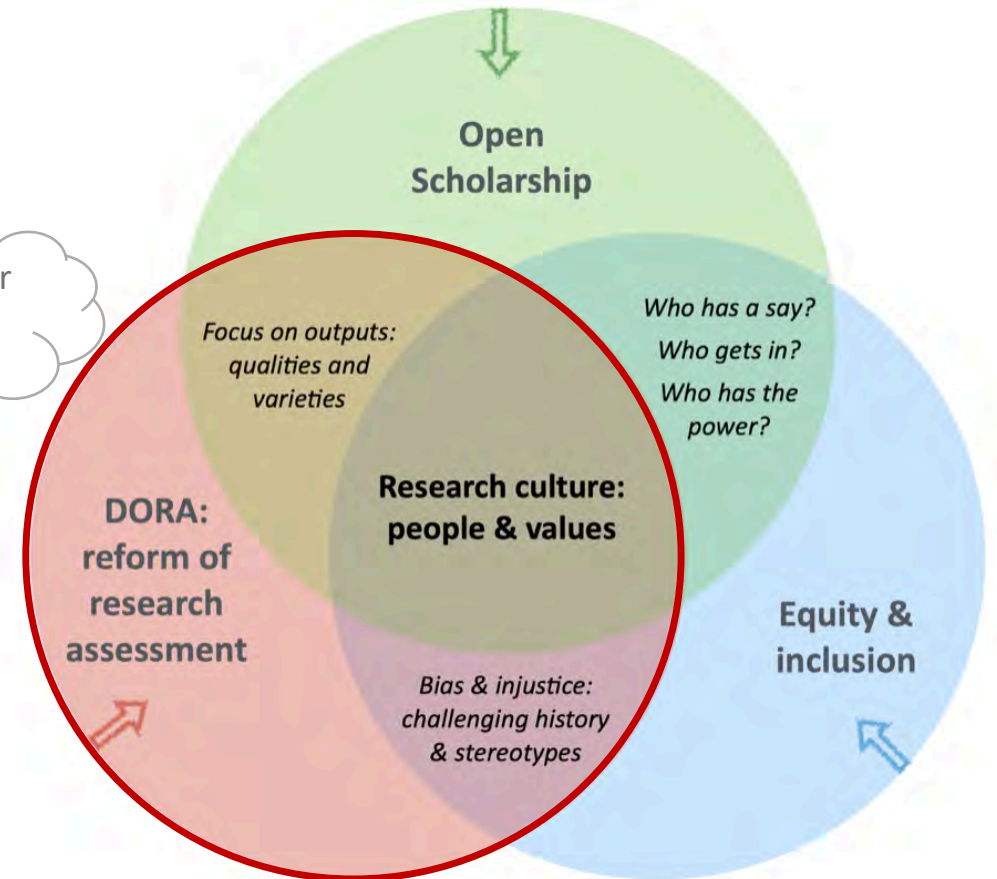 Open
Scholarship
Focus on outputs:
qualities and
varieties
Who has a say?
Who gets in?
Who has the
power?
Research culture:
people & values
DORA:
reform of
research
assessment
Equity &
inclusion
Bias & injustice:
challenging history
& stereotypes